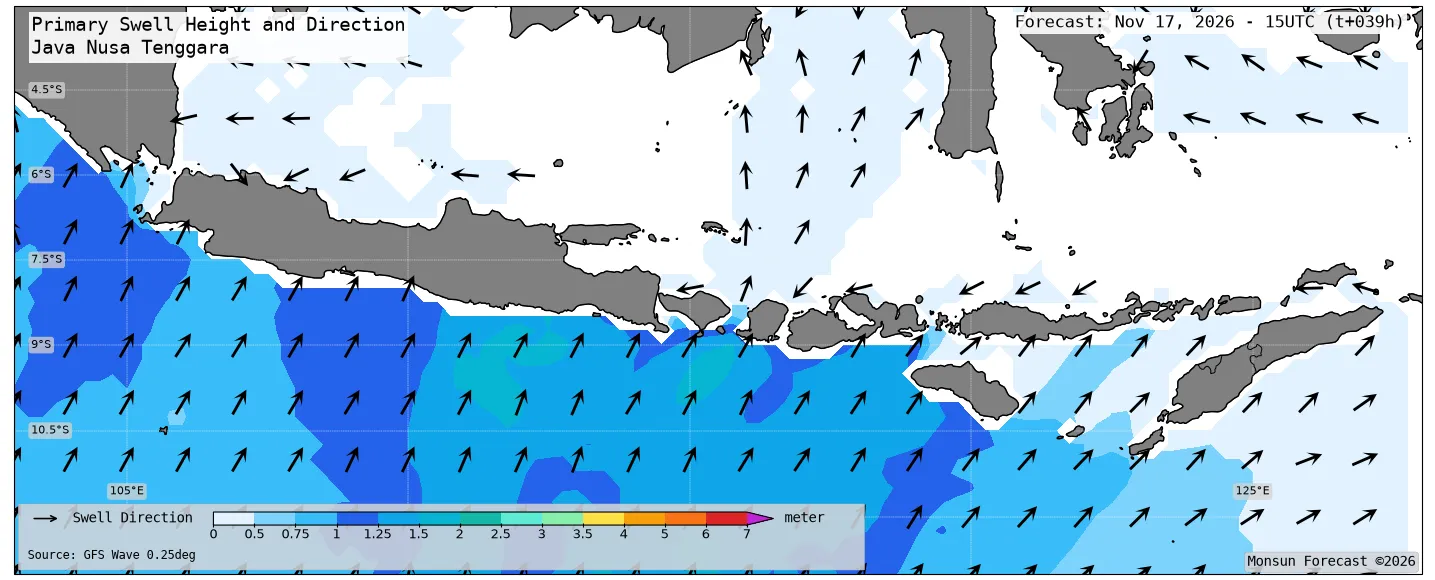 Primary Swell Height and Direction
Java Nusa Tenggara
Forecast: Nov 17, 2026 - 15UTC (t+039h)
4.5°S
6°S
7.5°S
9°S
10.5°S
105°E
125°E
Swell Direction
0 0.5 0.75 1 1.25 1.5 2 2.5 3 3.5 4 5 6 7
meter
Source: GFS Wave 0.25deg
Monsun Forecast ©2026